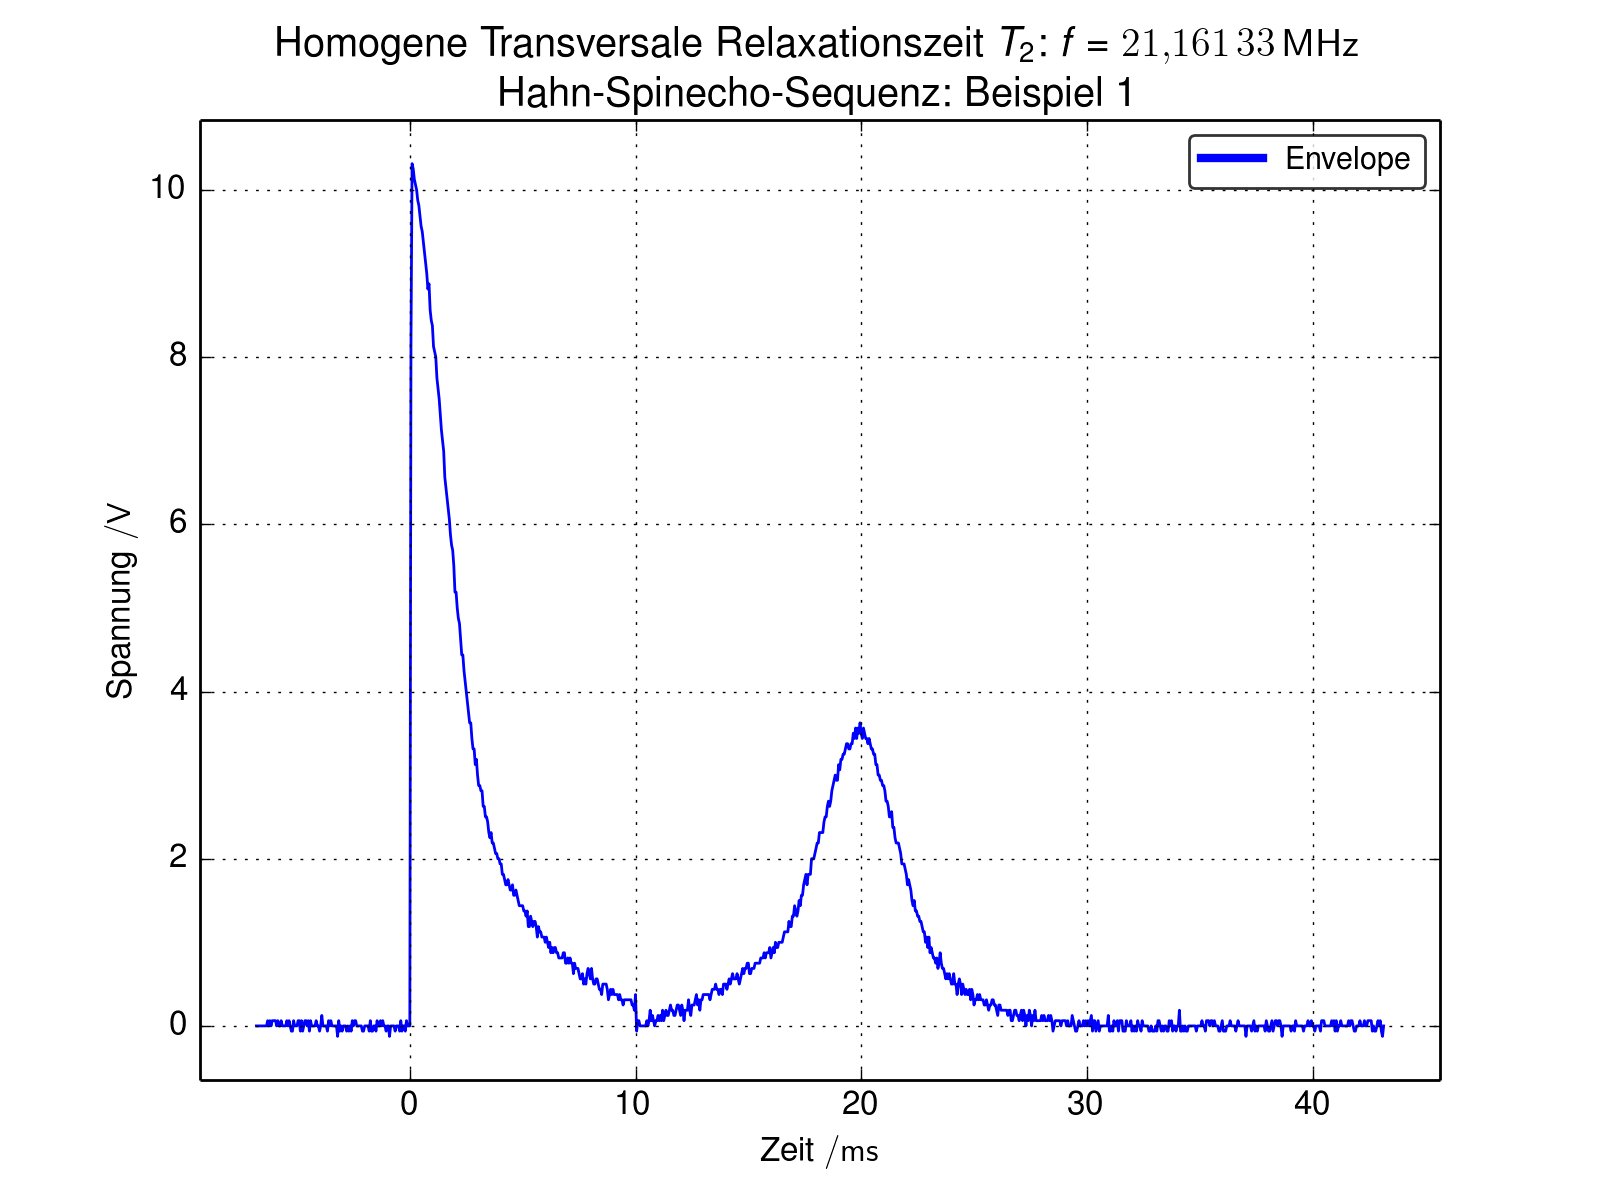 Homogene Transversale Relaxationszeit T₂: f = 21,161 33 MHz
Hahn-Spinecho-Sequenz: Beispiel 1
Envelope
10
8
6
4
2
0
Spannung /V
0 10 20 30 40
Zeit /ms